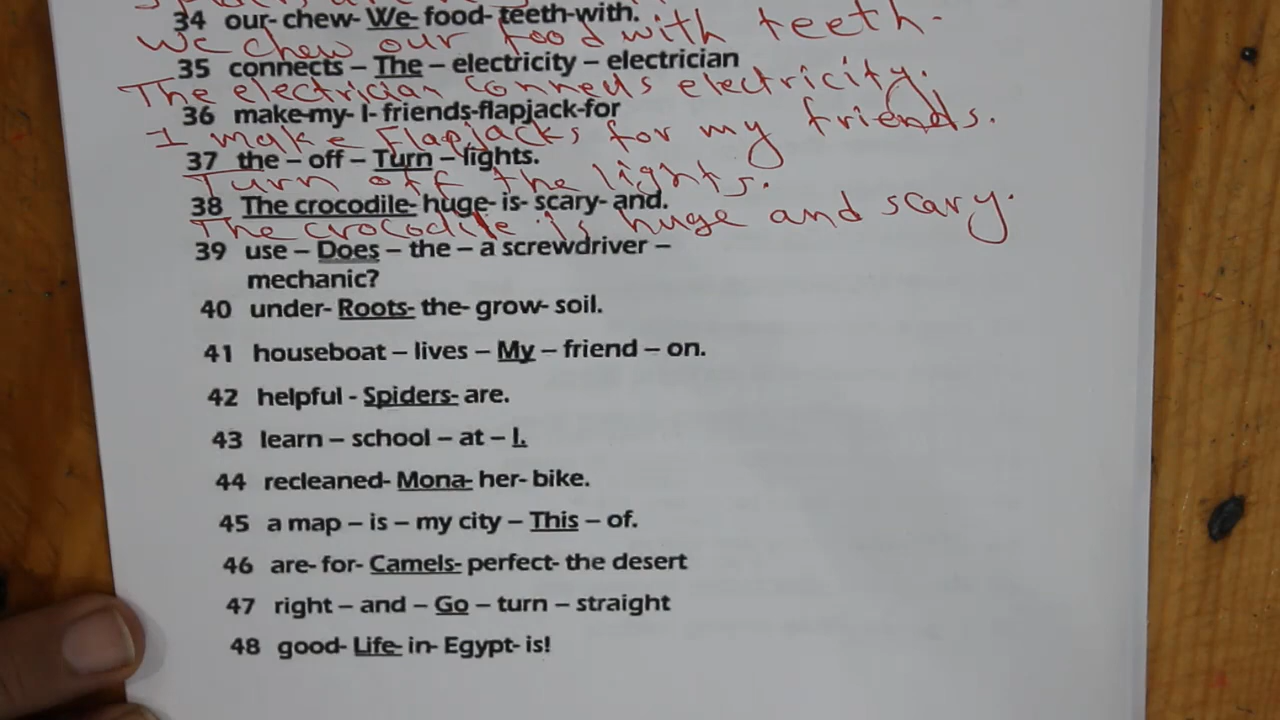 34 our- chew- We- food- teeth-with.
We chew our food with teeth.
35 connects – The – electricity – electrician
The electrician connects electricity.
36 make-my- I- friends-flapjack-for
I make Flapjacks for my friends.
37 the – off – Turn – lights.
Turn off the lights.
38 The crocodile- huge- is- scary- and.
The crocodile is huge and scary.
39 use – Does – the – a screwdriver –
mechanic?
40 under- Roots- the- grow- soil.
41 houseboat – lives – My – friend – on.
42 helpful - Spiders- are.
43 learn – school – at – I.
44 recleaned- Mona- her- bike.
45 a map – is – my city – This – of.
46 are- for- Camels- perfect- the desert
47 right – and – Go – turn – straight
48 good- Life- in- Egypt- is!